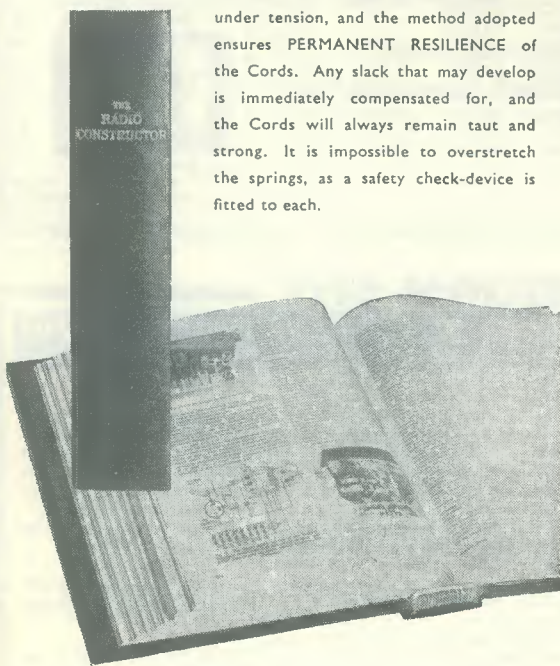 under tension, and the method adopted
ensures PERMANENT RESILIENCE of
the Cords. Any slack that may develop
is immediately compensated for, and
the Cords will always remain taut and
strong. It is impossible to overstretch
the springs, as a safety check-device is
fitted to each.
THE
RADIO
CONSTRUCTOR